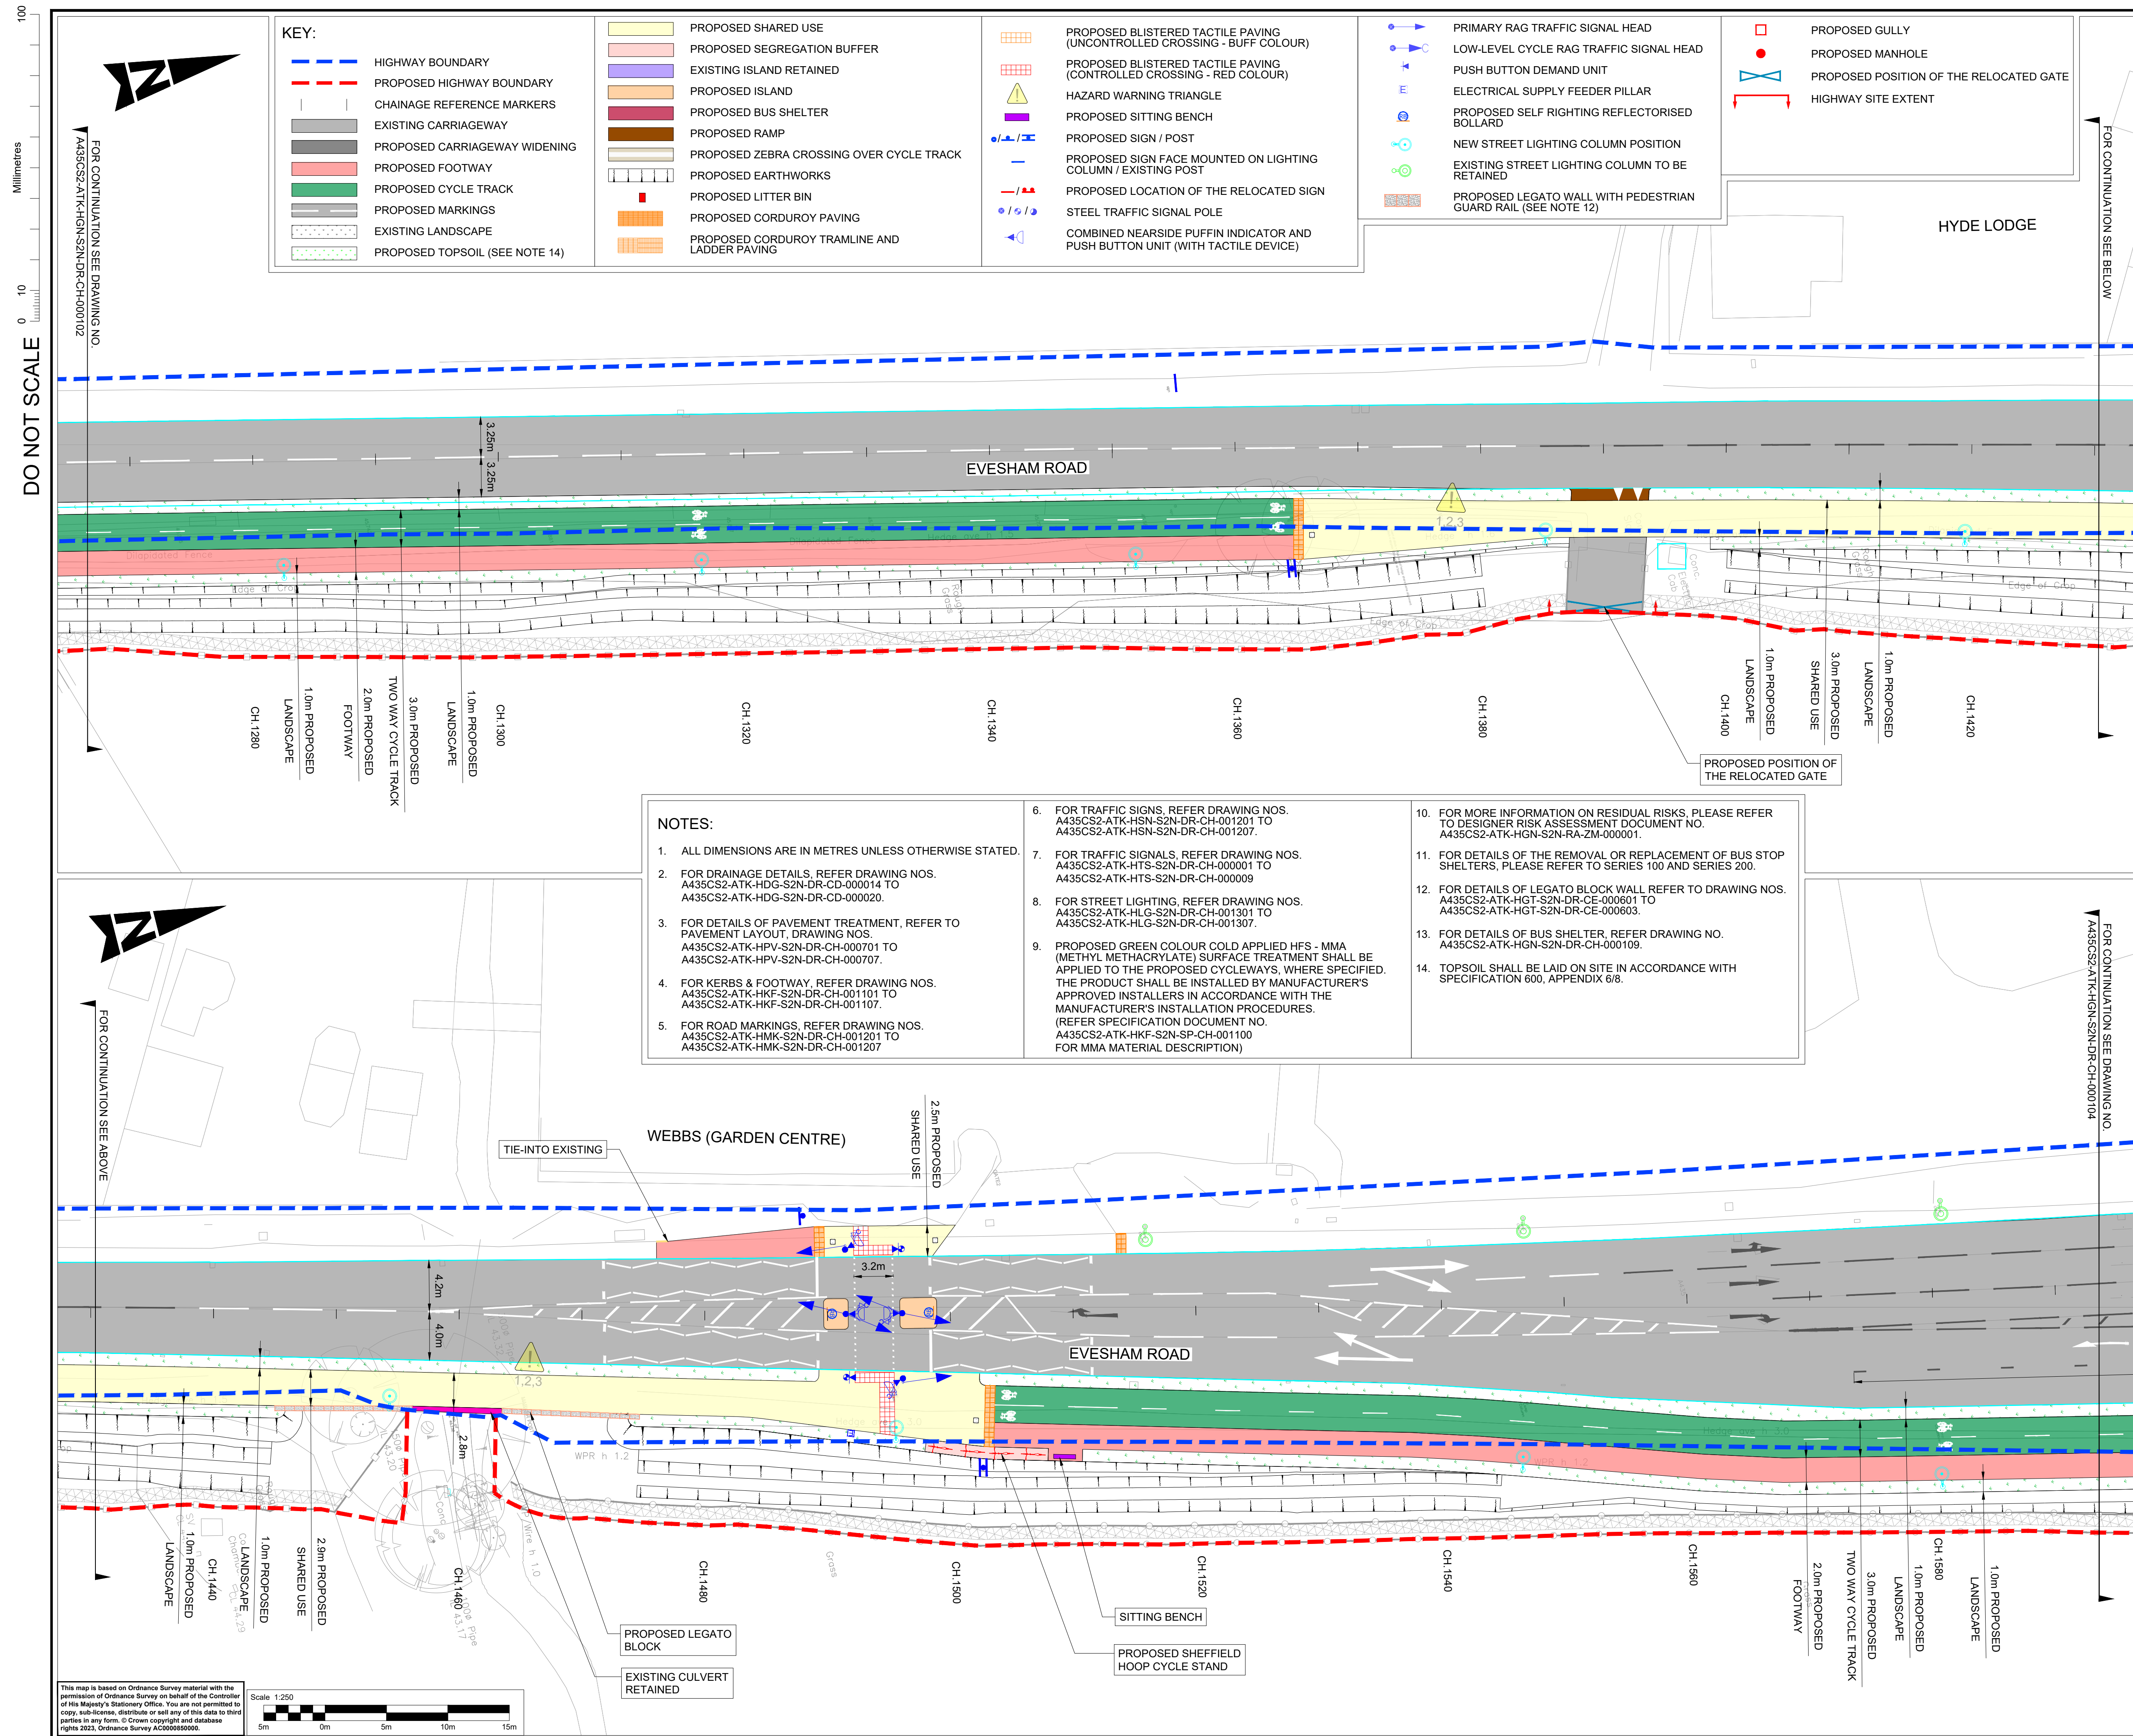 100
Millimetres
10
0
DO NOT SCALE
KEY:
HIGHWAY BOUNDARY
PROPOSED HIGHWAY BOUNDARY
CHAINAGE REFERENCE MARKERS
EXISTING CARRIAGEWAY
PROPOSED CARRIAGEWAY WIDENING
PROPOSED FOOTWAY
PROPOSED CYCLE TRACK
PROPOSED MARKINGS
EXISTING LANDSCAPE
PROPOSED TOPSOIL (SEE NOTE 14)
PROPOSED SHARED USE
PROPOSED SEGREGATION BUFFER
EXISTING ISLAND RETAINED
PROPOSED ISLAND
PROPOSED BUS SHELTER
PROPOSED RAMP
PROPOSED ZEBRA CROSSING OVER CYCLE TRACK
PROPOSED EARTHWORKS
PROPOSED LITTER BIN
PROPOSED CORDUROY PAVING
PROPOSED CORDUROY TRAMLINE AND
LADDER PAVING
PROPOSED BLISTERED TACTILE PAVING
(UNCONTROLLED CROSSING - BUFF COLOUR)
PROPOSED BLISTERED TACTILE PAVING
(CONTROLLED CROSSING - RED COLOUR)
HAZARD WARNING TRIANGLE
PROPOSED SITTING BENCH
PROPOSED SIGN / POST
PROPOSED SIGN FACE MOUNTED ON LIGHTING
COLUMN / EXISTING POST
PROPOSED LOCATION OF THE RELOCATED SIGN
STEEL TRAFFIC SIGNAL POLE
COMBINED NEARSIDE PUFFIN INDICATOR AND
PUSH BUTTON UNIT (WITH TACTILE DEVICE)
PRIMARY RAG TRAFFIC SIGNAL HEAD
LOW-LEVEL CYCLE RAG TRAFFIC SIGNAL HEAD
PUSH BUTTON DEMAND UNIT
E
ELECTRICAL SUPPLY FEEDER PILLAR
PROPOSED SELF RIGHTING REFLECTORISED
BOLLARD
NEW STREET LIGHTING COLUMN POSITION
EXISTING STREET LIGHTING COLUMN TO BE
RETAINED
PROPOSED LEGATO WALL WITH PEDESTRIAN
GUARD RAIL (SEE NOTE 12)
PROPOSED GULLY
PROPOSED MANHOLE
PROPOSED POSITION OF THE RELOCATED GATE
HIGHWAY SITE EXTENT
FOR CONTINUATION SEE DRAWING NO.
A435CS2-ATK-HGN-S2N-DR-CH-000102
HYDE LODGE
FOR CONTINUATION SEE BELOW
3.25m
3.25m
EVESHAM ROAD
1,2,3
Dilapidated Fence
Dilapidated Fence
Edge of Crop
Rough
Grass
Edge of Crop
Conc.
Rough
Grass
Edge of Crop
CH.1280
1.0m PROPOSED
LANDSCAPE
2.0m PROPOSED
FOOTWAY
3.0m PROPOSED
TWO WAY CYCLE TRACK
1.0m PROPOSED
LANDSCAPE
CH.1300
CH.1320
CH.1340
CH.1360
CH.1380
CH.1400
1.0m PROPOSED
LANDSCAPE
3.0m PROPOSED
SHARED USE
1.0m PROPOSED
LANDSCAPE
CH.1420
PROPOSED POSITION OF
THE RELOCATED GATE
NOTES:
1. ALL DIMENSIONS ARE IN METRES UNLESS OTHERWISE STATED.
2. FOR DRAINAGE DETAILS, REFER DRAWING NOS.
A435CS2-ATK-HDG-S2N-DR-CD-000014 TO
A435CS2-ATK-HDG-S2N-DR-CD-000020.
3. FOR DETAILS OF PAVEMENT TREATMENT, REFER TO
PAVEMENT LAYOUT, DRAWING NOS.
A435CS2-ATK-HPV-S2N-DR-CH-000701 TO
A435CS2-ATK-HPV-S2N-DR-CH-000707.
4. FOR KERBS & FOOTWAY, REFER DRAWING NOS.
A435CS2-ATK-HKF-S2N-DR-CH-001101 TO
A435CS2-ATK-HKF-S2N-DR-CH-001107.
5. FOR ROAD MARKINGS, REFER DRAWING NOS.
A435CS2-ATK-HMK-S2N-DR-CH-001201 TO
A435CS2-ATK-HMK-S2N-DR-CH-001207
6. FOR TRAFFIC SIGNS, REFER DRAWING NOS.
A435CS2-ATK-HSN-S2N-DR-CH-001201 TO
A435CS2-ATK-HSN-S2N-DR-CH-001207.
7. FOR TRAFFIC SIGNALS, REFER DRAWING NOS.
A435CS2-ATK-HTS-S2N-DR-CH-000001 TO
A435CS2-ATK-HTS-S2N-DR-CH-000009
8. FOR STREET LIGHTING, REFER DRAWING NOS.
A435CS2-ATK-HLG-S2N-DR-CH-001301 TO
A435CS2-ATK-HLG-S2N-DR-CH-001307.
9. PROPOSED GREEN COLOUR COLD APPLIED HFS - MMA
(METHYL METHACRYLATE) SURFACE TREATMENT SHALL BE
APPLIED TO THE PROPOSED CYCLEWAYS, WHERE SPECIFIED.
THE PRODUCT SHALL BE INSTALLED BY MANUFACTURER'S
APPROVED INSTALLERS IN ACCORDANCE WITH THE
MANUFACTURER'S INSTALLATION PROCEDURES.
(REFER SPECIFICATION DOCUMENT NO.
A435CS2-ATK-HKF-S2N-SP-CH-001100
FOR MMA MATERIAL DESCRIPTION)
10. FOR MORE INFORMATION ON RESIDUAL RISKS, PLEASE REFER
TO DESIGNER RISK ASSESSMENT DOCUMENT NO.
A435CS2-ATK-HGN-S2N-RA-ZM-000001.
11. FOR DETAILS OF THE REMOVAL OR REPLACEMENT OF BUS STOP
SHELTERS, PLEASE REFER TO SERIES 100 AND SERIES 200.
12. FOR DETAILS OF LEGATO BLOCK WALL REFER TO DRAWING NOS.
A435CS2-ATK-HGT-S2N-DR-CE-000601 TO
A435CS2-ATK-HGT-S2N-DR-CE-000603.
13. FOR DETAILS OF BUS SHELTER, REFER DRAWING NO.
A435CS2-ATK-HGN-S2N-DR-CH-000109.
14. TOPSOIL SHALL BE LAID ON SITE IN ACCORDANCE WITH
SPECIFICATION 600, APPENDIX 6/8.
FOR CONTINUATION SEE ABOVE
FOR CONTINUATION SEE DRAWING NO.
A435CS2-ATK-HGN-S2N-DR-CH-000104
WEBBS (GARDEN CENTRE)
TIE-INTO EXISTING
2.5m PROPOSED
SHARED USE
3.2m
4.2m
4.0m
EVESHAM ROAD
1,2,3
2.8m
WPR h 1.2
WPR h 1.2
Wire h 1.0
Grass
1.0m PROPOSED
LANDSCAPE
CH.1440
1.0m PROPOSED
LANDSCAPE
2.9m PROPOSED
SHARED USE
CH.1460
100ø Pipe
CH.1480
CH.1500
CH.1520
CH.1540
CH.1560
2.0m PROPOSED
FOOTWAY
3.0m PROPOSED
TWO WAY CYCLE TRACK
1.0m PROPOSED
LANDSCAPE
CH.1580
1.0m PROPOSED
LANDSCAPE
PROPOSED LEGATO
BLOCK
EXISTING CULVERT
RETAINED
SITTING BENCH
PROPOSED SHEFFIELD
HOOP CYCLE STAND
This map is based on Ordnance Survey material with the
permission of Ordnance Survey on behalf of the Controller
of His Majesty's Stationery Office. You are not permitted to
copy, sub-license, distribute or sell any of this data to third
parties in any form. © Crown copyright and database
rights 2023, Ordnance Survey AC0000850000.
Scale 1:250
5m 0m 5m 10m 15m